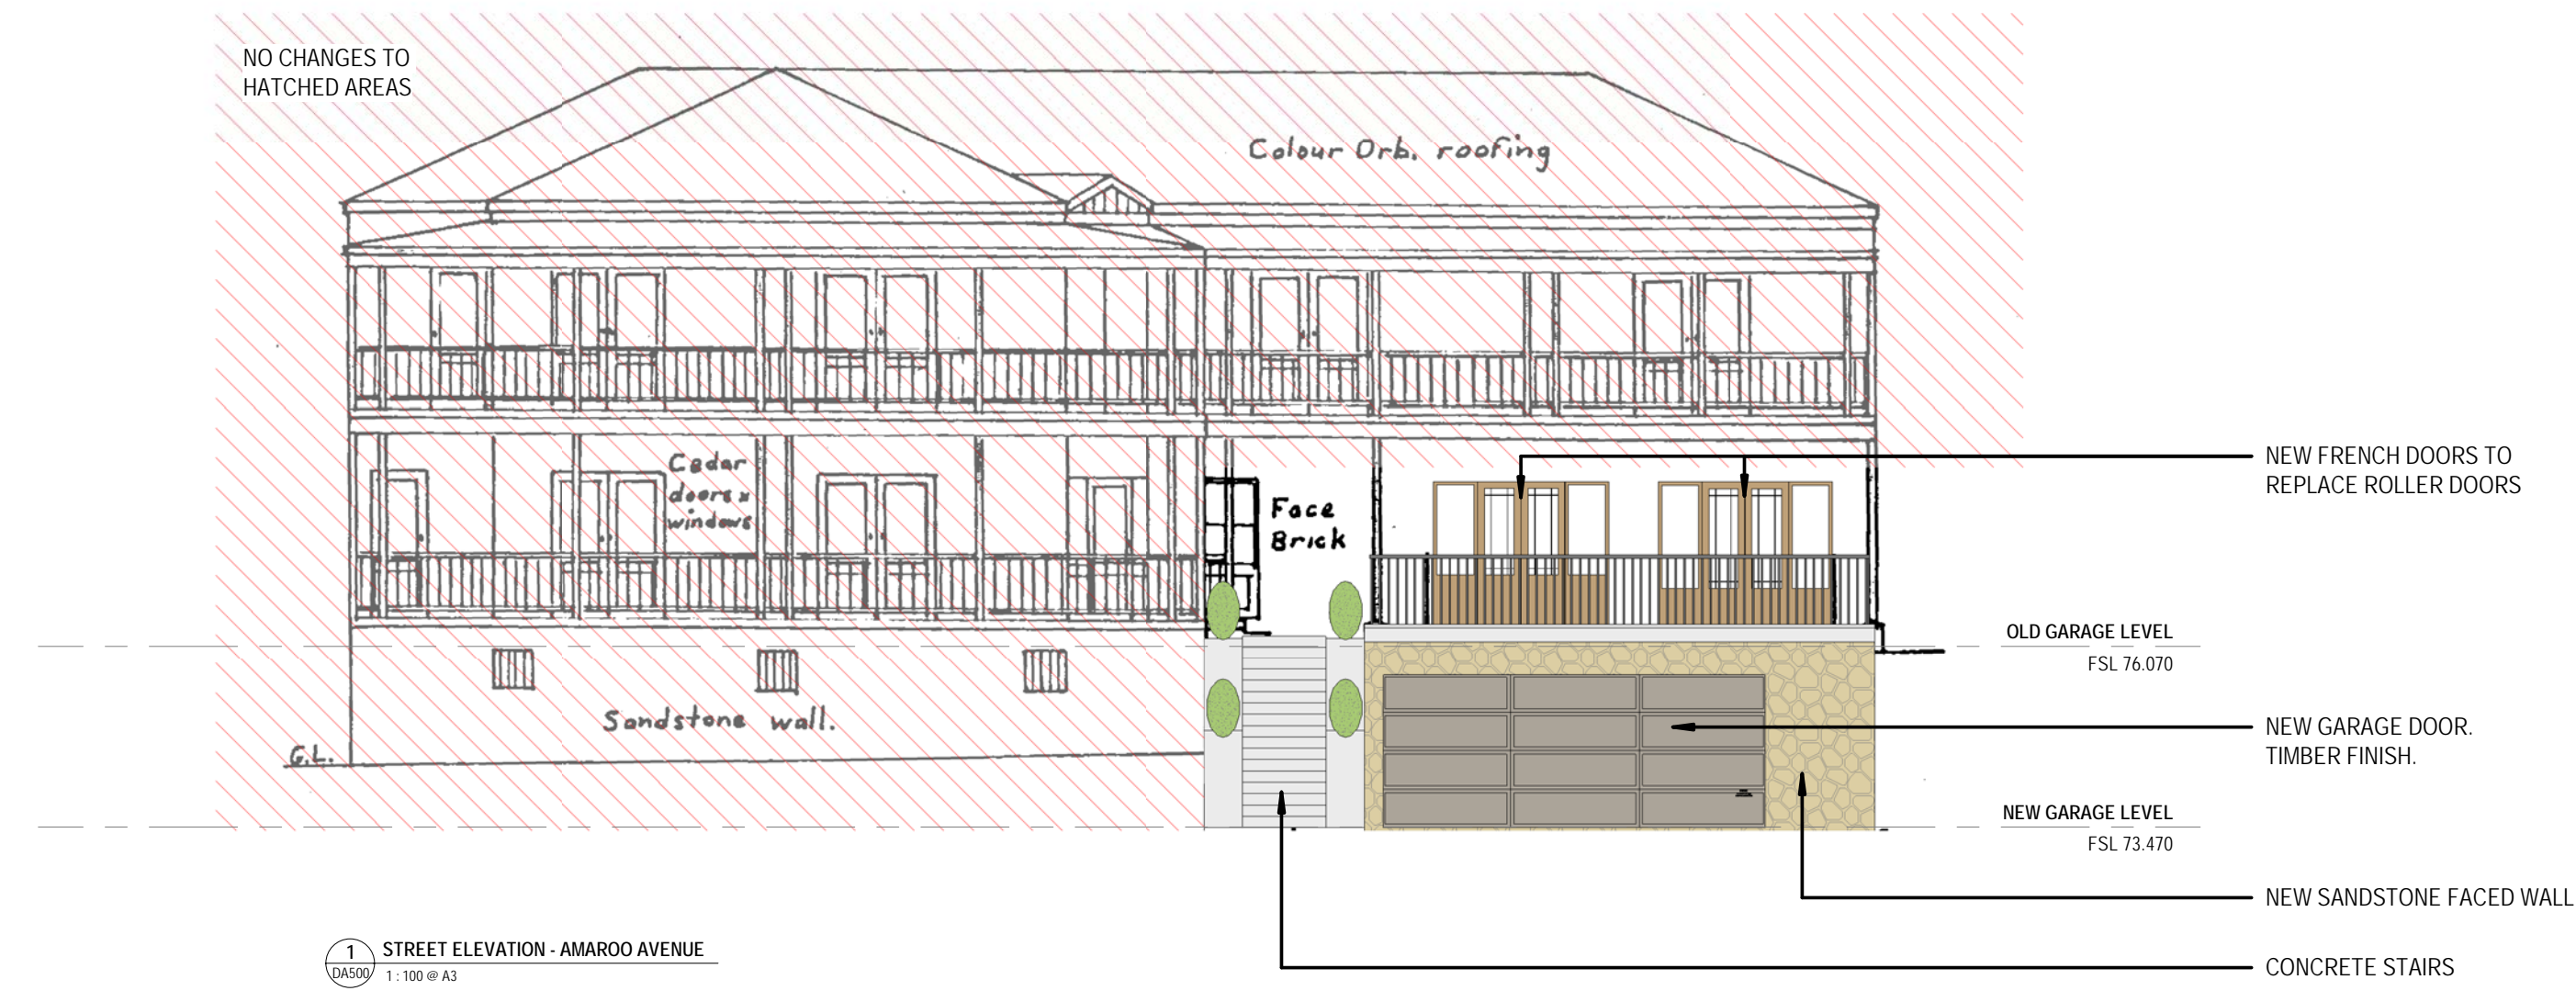 NO CHANGES TO
HATCHED AREAS
Colour Orb. roofing
Cedar
doors x
windows
Face
Brick
NEW FRENCH DOORS TO
REPLACE ROLLER DOORS
OLD GARAGE LEVEL
FSL 76.070
Sandstone wall.
G.L.
NEW GARAGE DOOR.
TIMBER FINISH.
NEW GARAGE LEVEL
FSL 73.470
NEW SANDSTONE FACED WALL
1 STREET ELEVATION - AMAROO AVENUE
DA500 1 : 100 @ A3
CONCRETE STAIRS